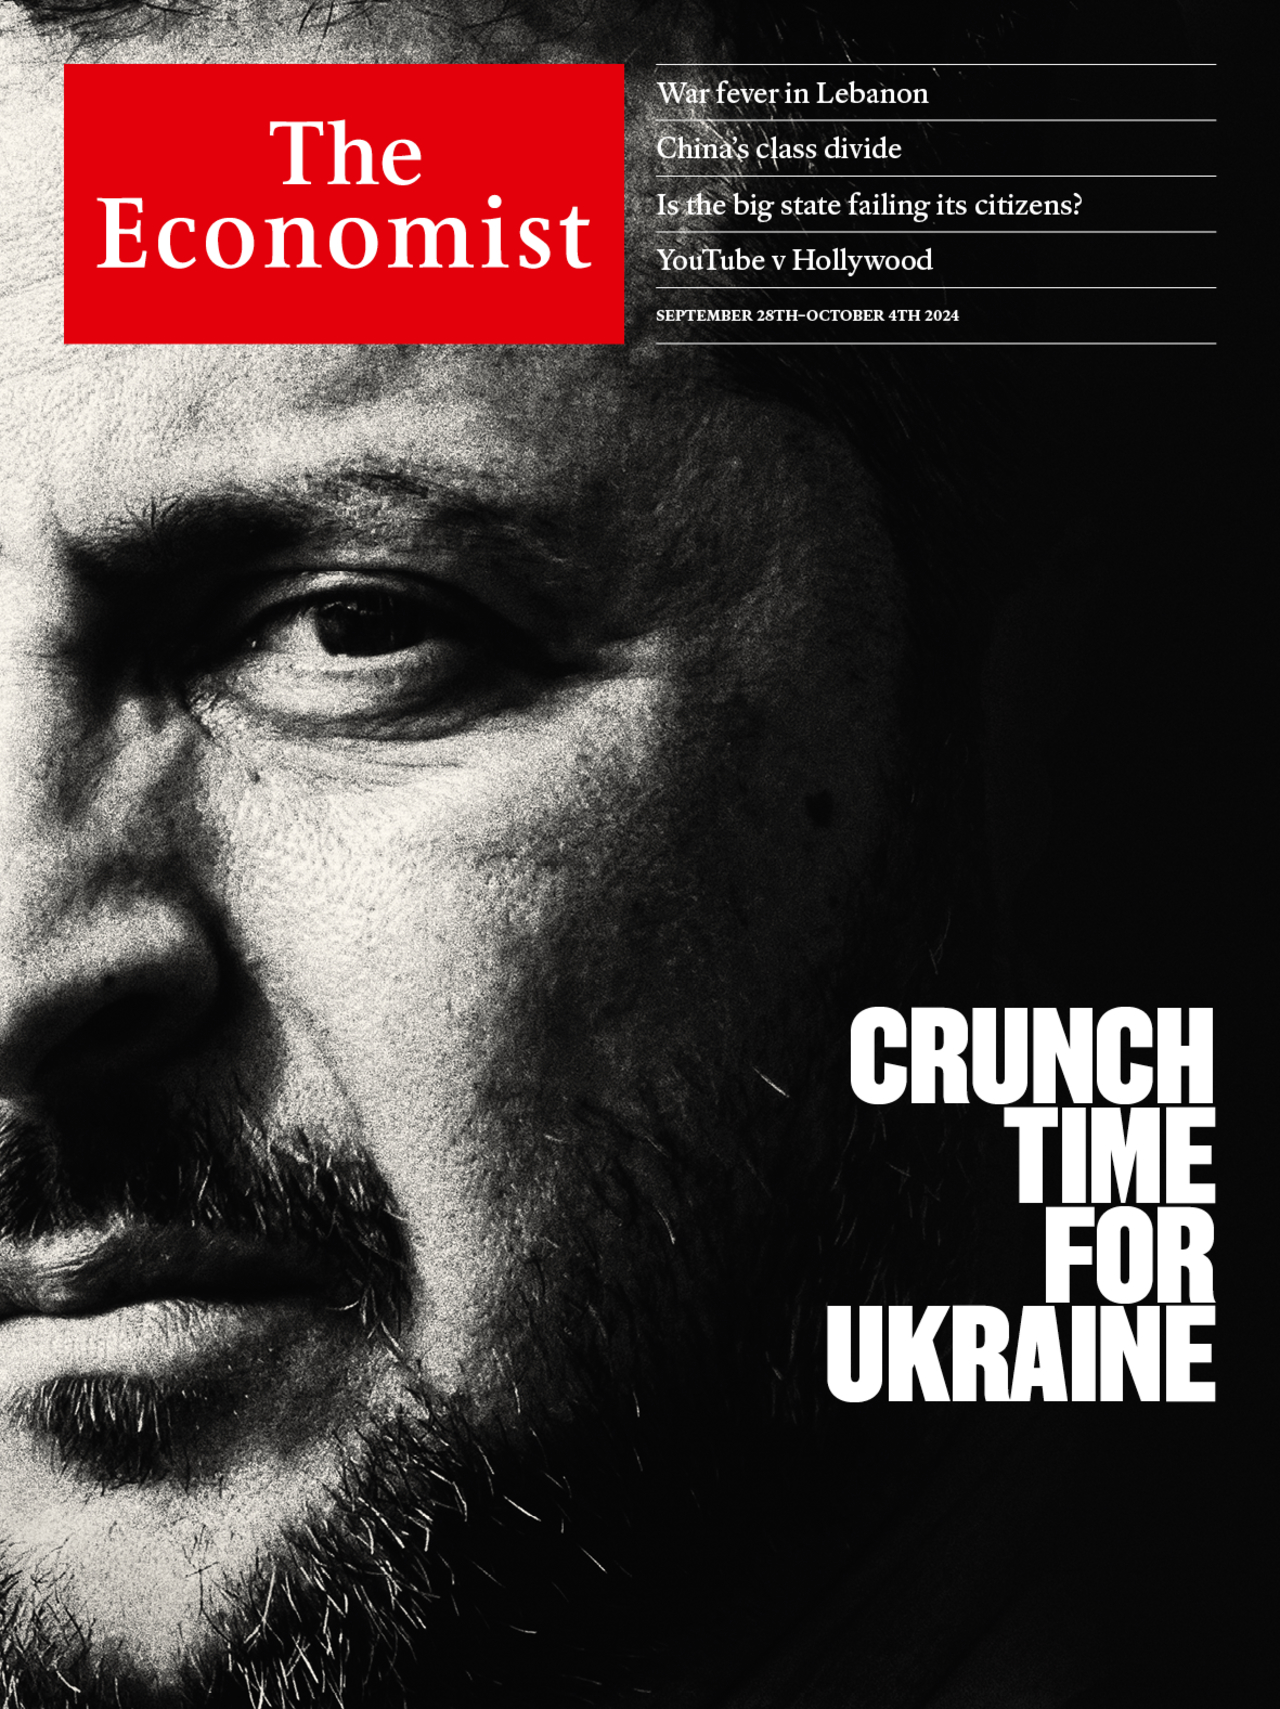 The
Economist
War fever in Lebanon
China’s class divide
Is the big state failing its citizens?
YouTube v Hollywood
SEPTEMBER 28TH–OCTOBER 4TH 2024
CRUNCH
TIME
FOR
UKRAINE